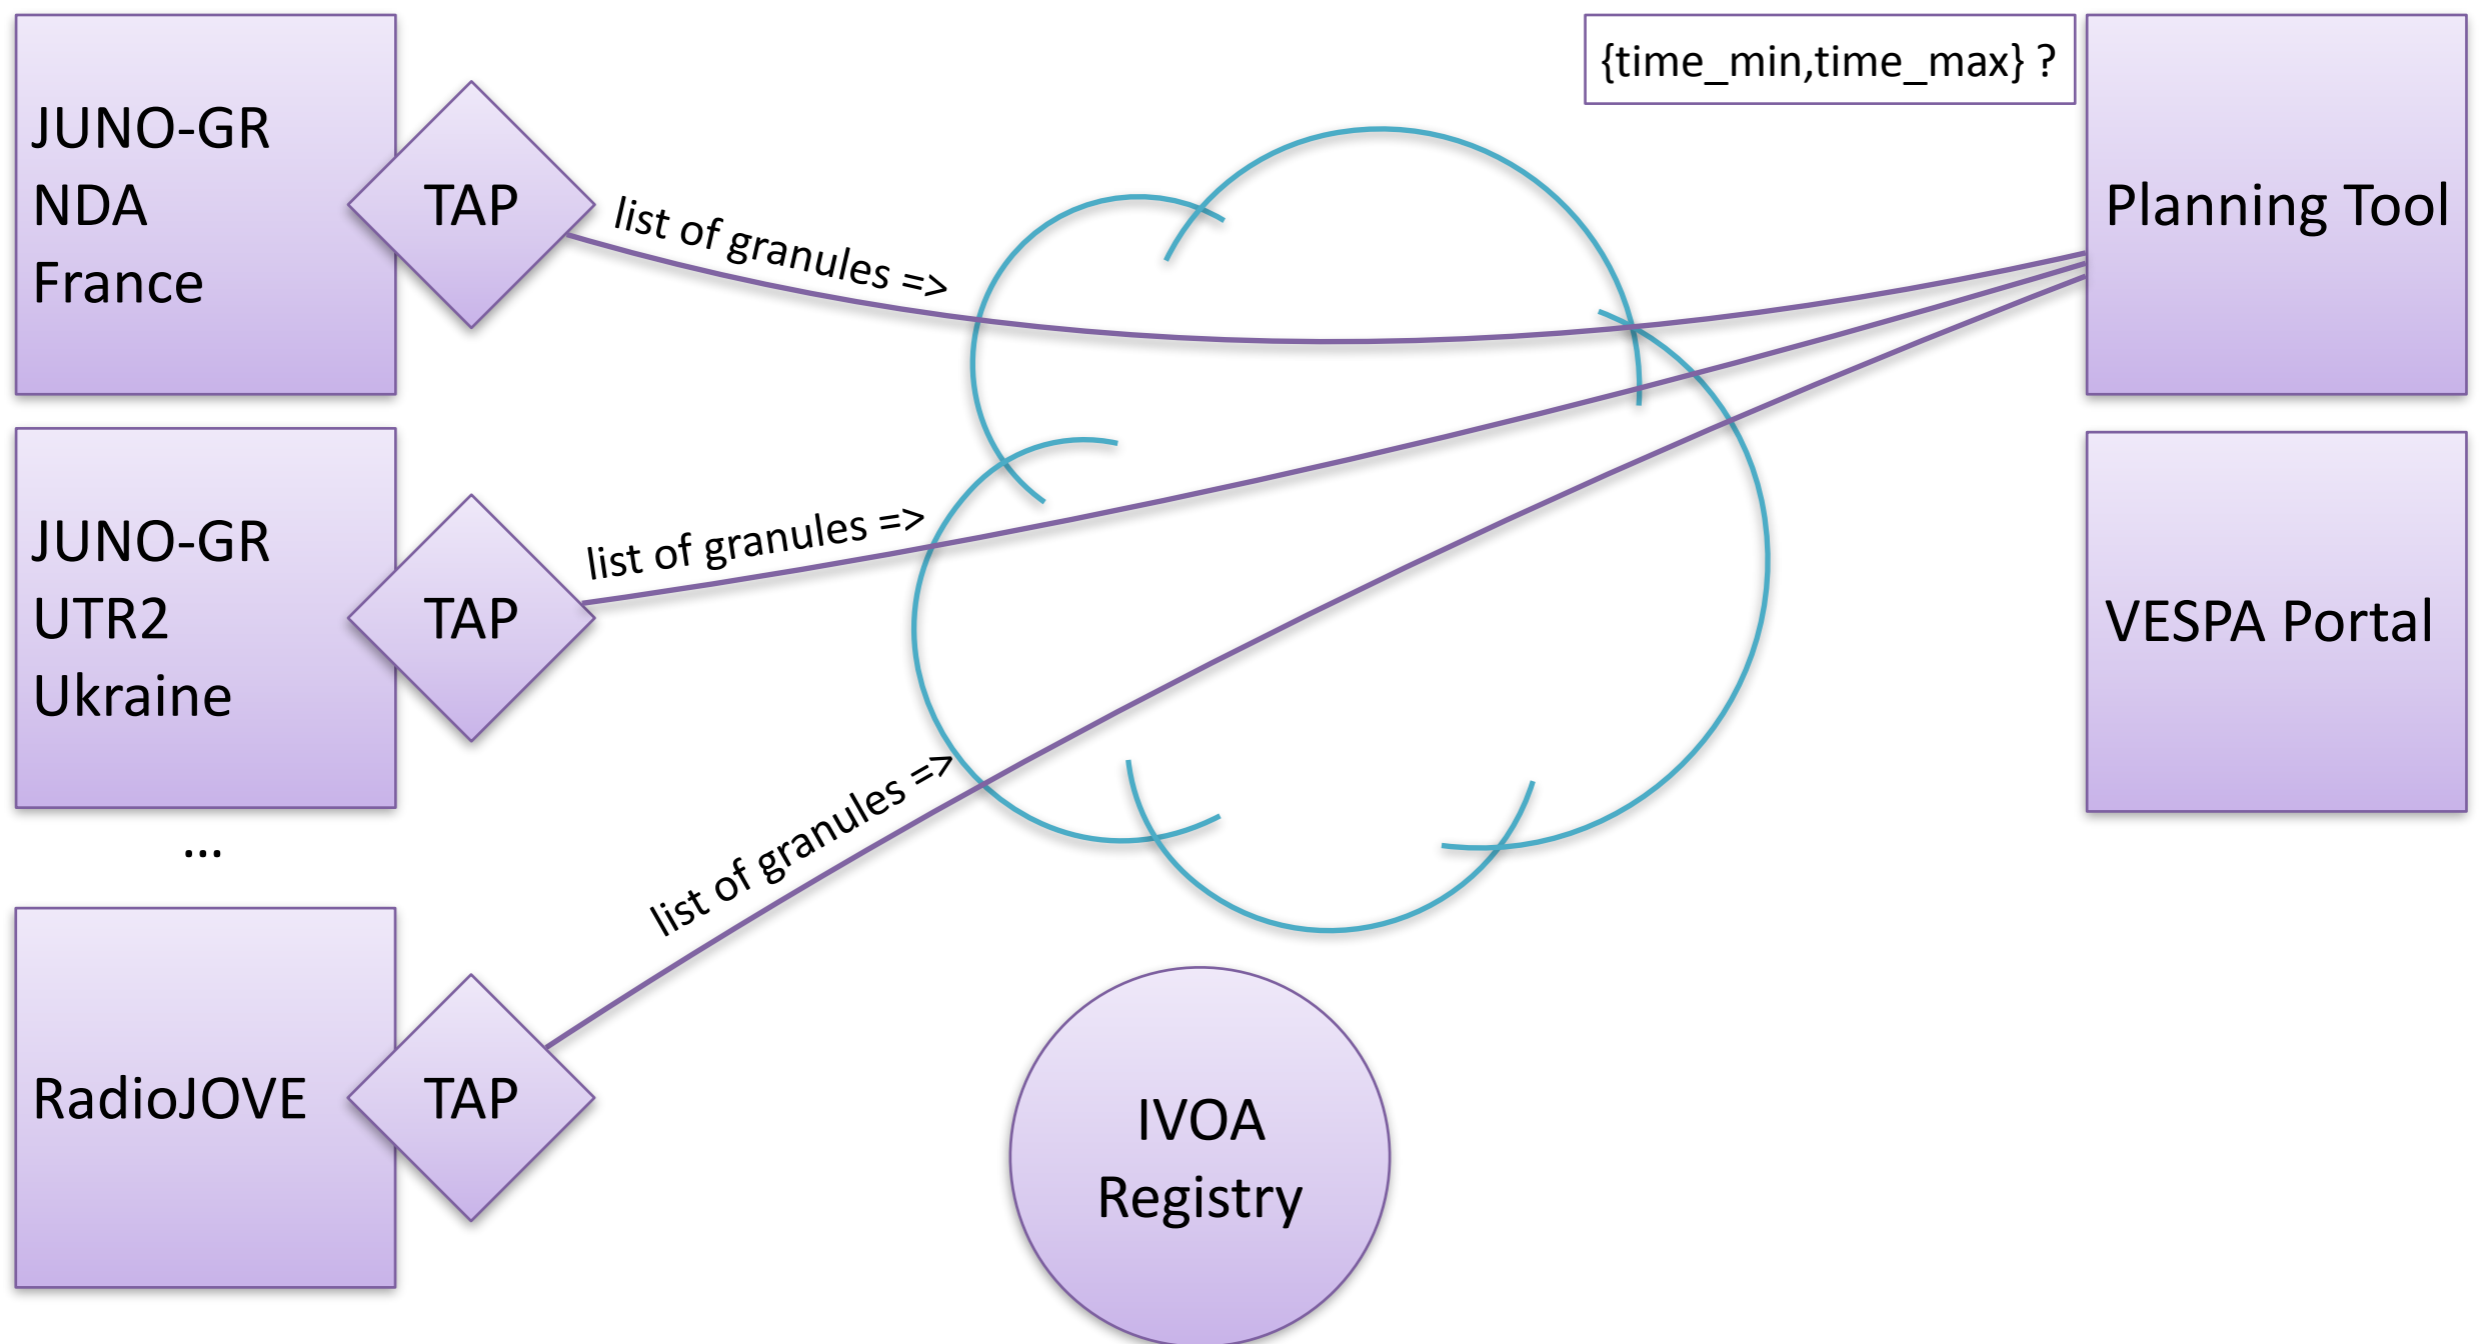 {time_min,time_max} ?
JUNO-GR
NDA
France
TAP
list of granules =>
Planning Tool
JUNO-GR
UTR2
Ukraine
TAP
list of granules =>
VESPA Portal
...
list of granules =>
RadioJOVE
TAP
IVOA
Registry